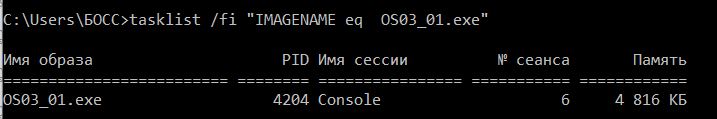 C:\Users\БОСС>tasklist /fi "IMAGENAME eq  OS03_01.exe"
Имя образа                     PID Имя сессии          № сеанса       Память
========================= ======== ================ =========== ============
OS03_01.exe                   4204 Console                    6     4 816 КБ